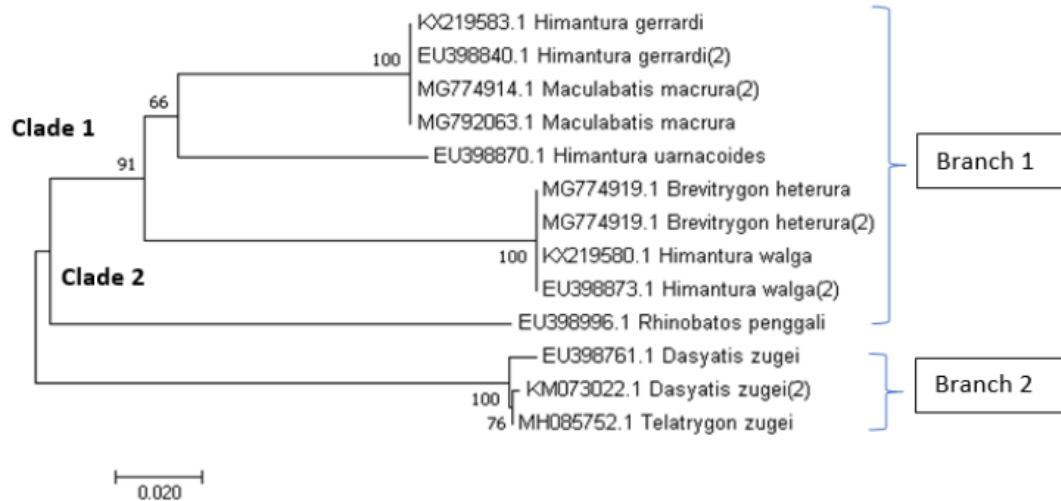 KX219583.1 Himantura gerrardi
EU398840.1 Himantura gerrardi(2)
100
MG774914.1 Maculabatis macrura(2)
66
MG792063.1 Maculabatis macrura
Clade 1
EU398870.1 Himantura uarnacoides
Branch 1
91
MG774919.1 Brevitrygon heterura
MG774919.1 Brevitrygon heterura(2)
100
KX219580.1 Himantura walga
Clade 2
EU398873.1 Himantura walga(2)
EU398996.1 Rhinobatos penggali
EU398761.1 Dasyatis zugei
KM073022.1 Dasyatis zugei(2)
Branch 2
100
76
MH085752.1 Telatrygon zugei
0.020